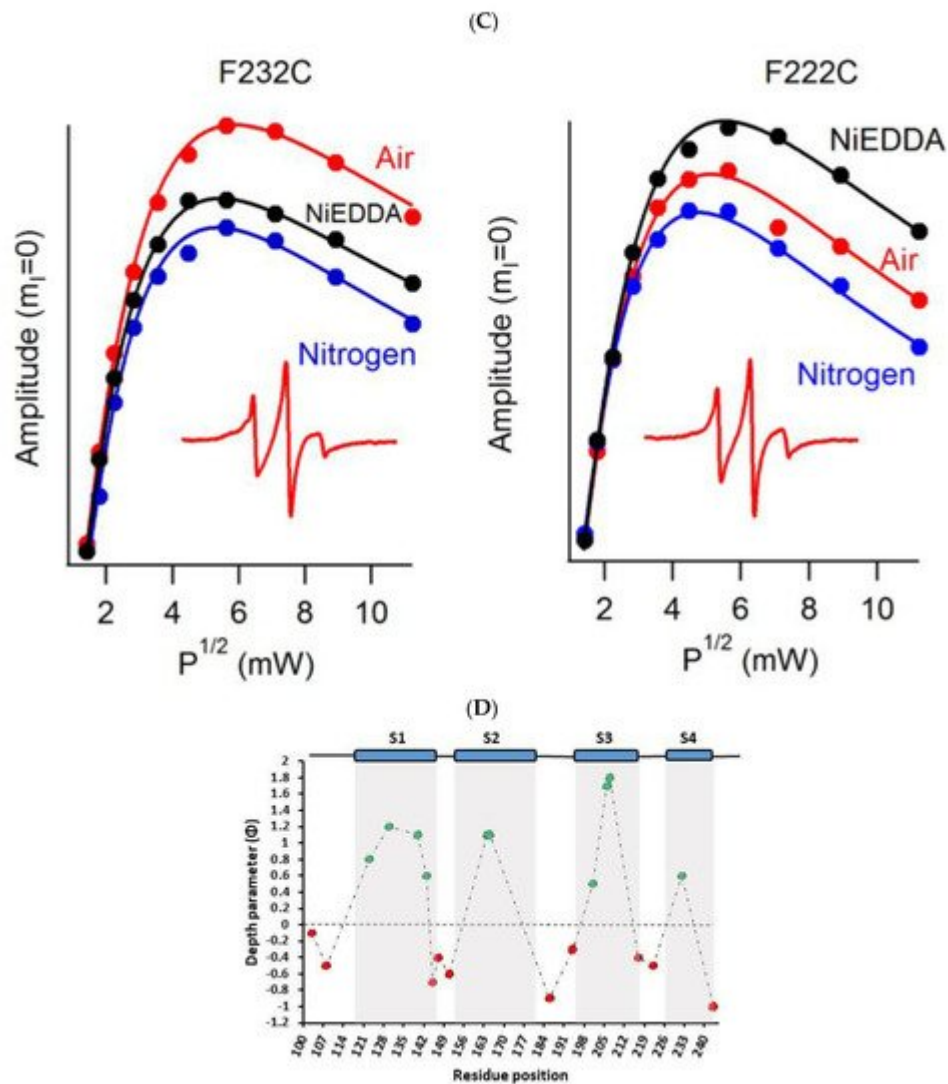 (C)
F232C
F222C
Air
NiEDDA
Nitrogen
Amplitude (mI=0)
2 4 6 8 10
P1/2 (mW)
NiEDDA
Air
Nitrogen
Amplitude (mI=0)
2 4 6 8 10
P1/2 (mW)
(D)
S1 S2 S3 S4
2
1.8
1.6
1.4
1.2
1
0.8
0.6
0.4
0.2
0
-0.2
-0.4
-0.6
-0.8
-1
-1.2
Depth parameter (Φ)
100 107 114 121 128 135 142 149 156 163 170 177 184 191 198 205 212 219 226 233 240
Residue position